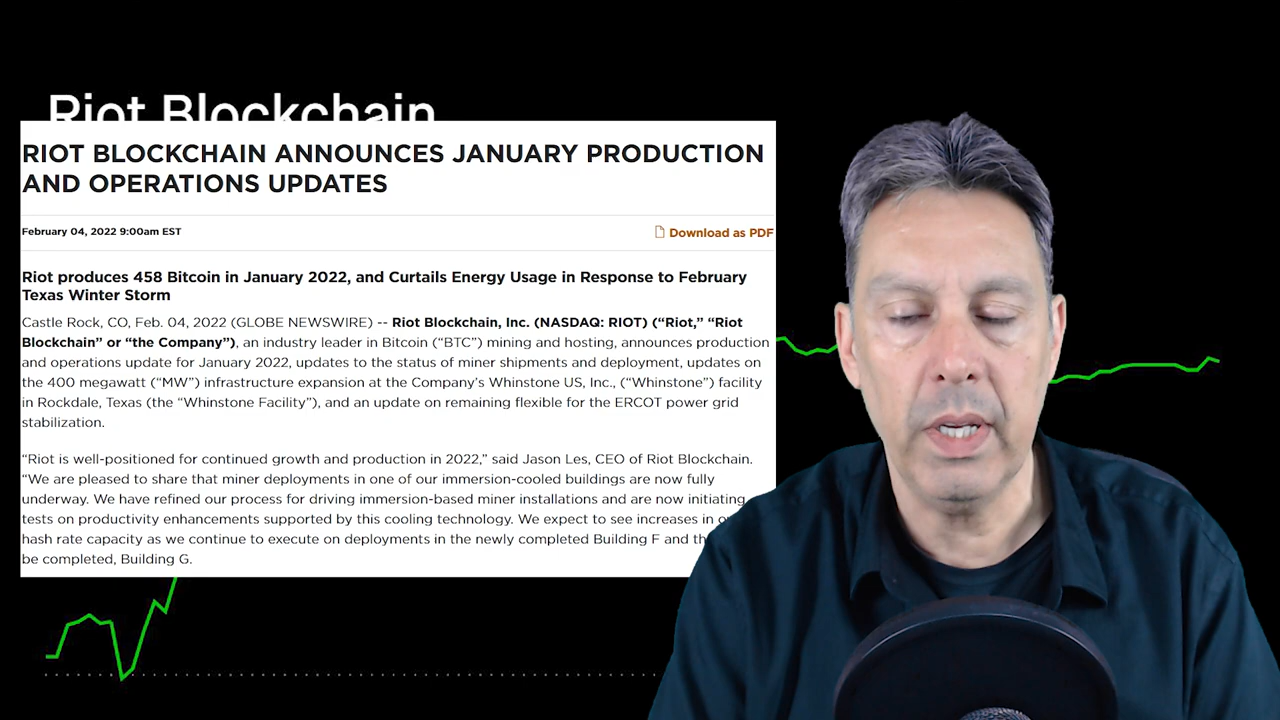 Riot Blockchain
RIOT BLOCKCHAIN ANNOUNCES JANUARY PRODUCTION
AND OPERATIONS UPDATES
February 04, 2022 9:00am EST
Download as PDF
Riot produces 458 Bitcoin in January 2022, and Curtails Energy Usage in Response to February
Texas Winter Storm
Castle Rock, CO, Feb. 04, 2022 (GLOBE NEWSWIRE) -- Riot Blockchain, Inc. (NASDAQ: RIOT) (“Riot,” “Riot
Blockchain” or “the Company”), an industry leader in Bitcoin (“BTC”) mining and hosting, announces production
and operations update for January 2022, updates to the status of miner shipments and deployment, updates on
the 400 megawatt (“MW”) infrastructure expansion at the Company’s Whinstone US, Inc., (“Whinstone”) facility
in Rockdale, Texas (the “Whinstone Facility”), and an update on remaining flexible for the ERCOT power grid
stabilization.
“Riot is well-positioned for continued growth and production in 2022,” said Jason Les, CEO of Riot Blockchain.
“We are pleased to share that miner deployments in one of our immersion-cooled buildings are now fully
underway. We have refined our process for driving immersion-based miner installations and are now initiating
tests on productivity enhancements supported by this cooling technology. We expect to see increases in
hash rate capacity as we continue to execute on deployments in the newly completed Building F and
be completed, Building G.